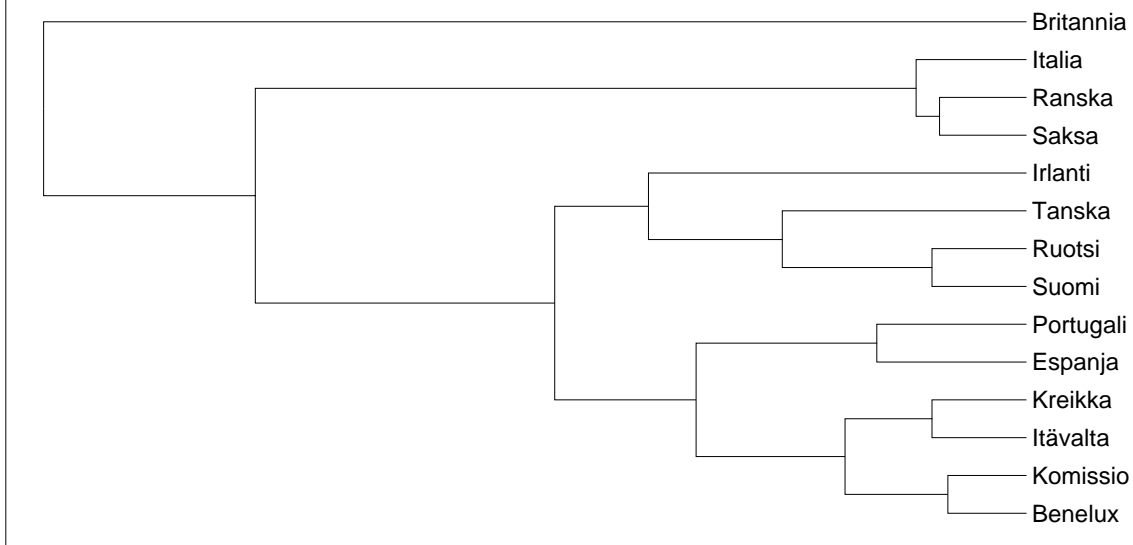 Britannia
Italia
Ranska
Saksa
Irlanti
Tanska
Ruotsi
Suomi
Portugali
Espanja
Kreikka
Itävalta
Komissio
Benelux